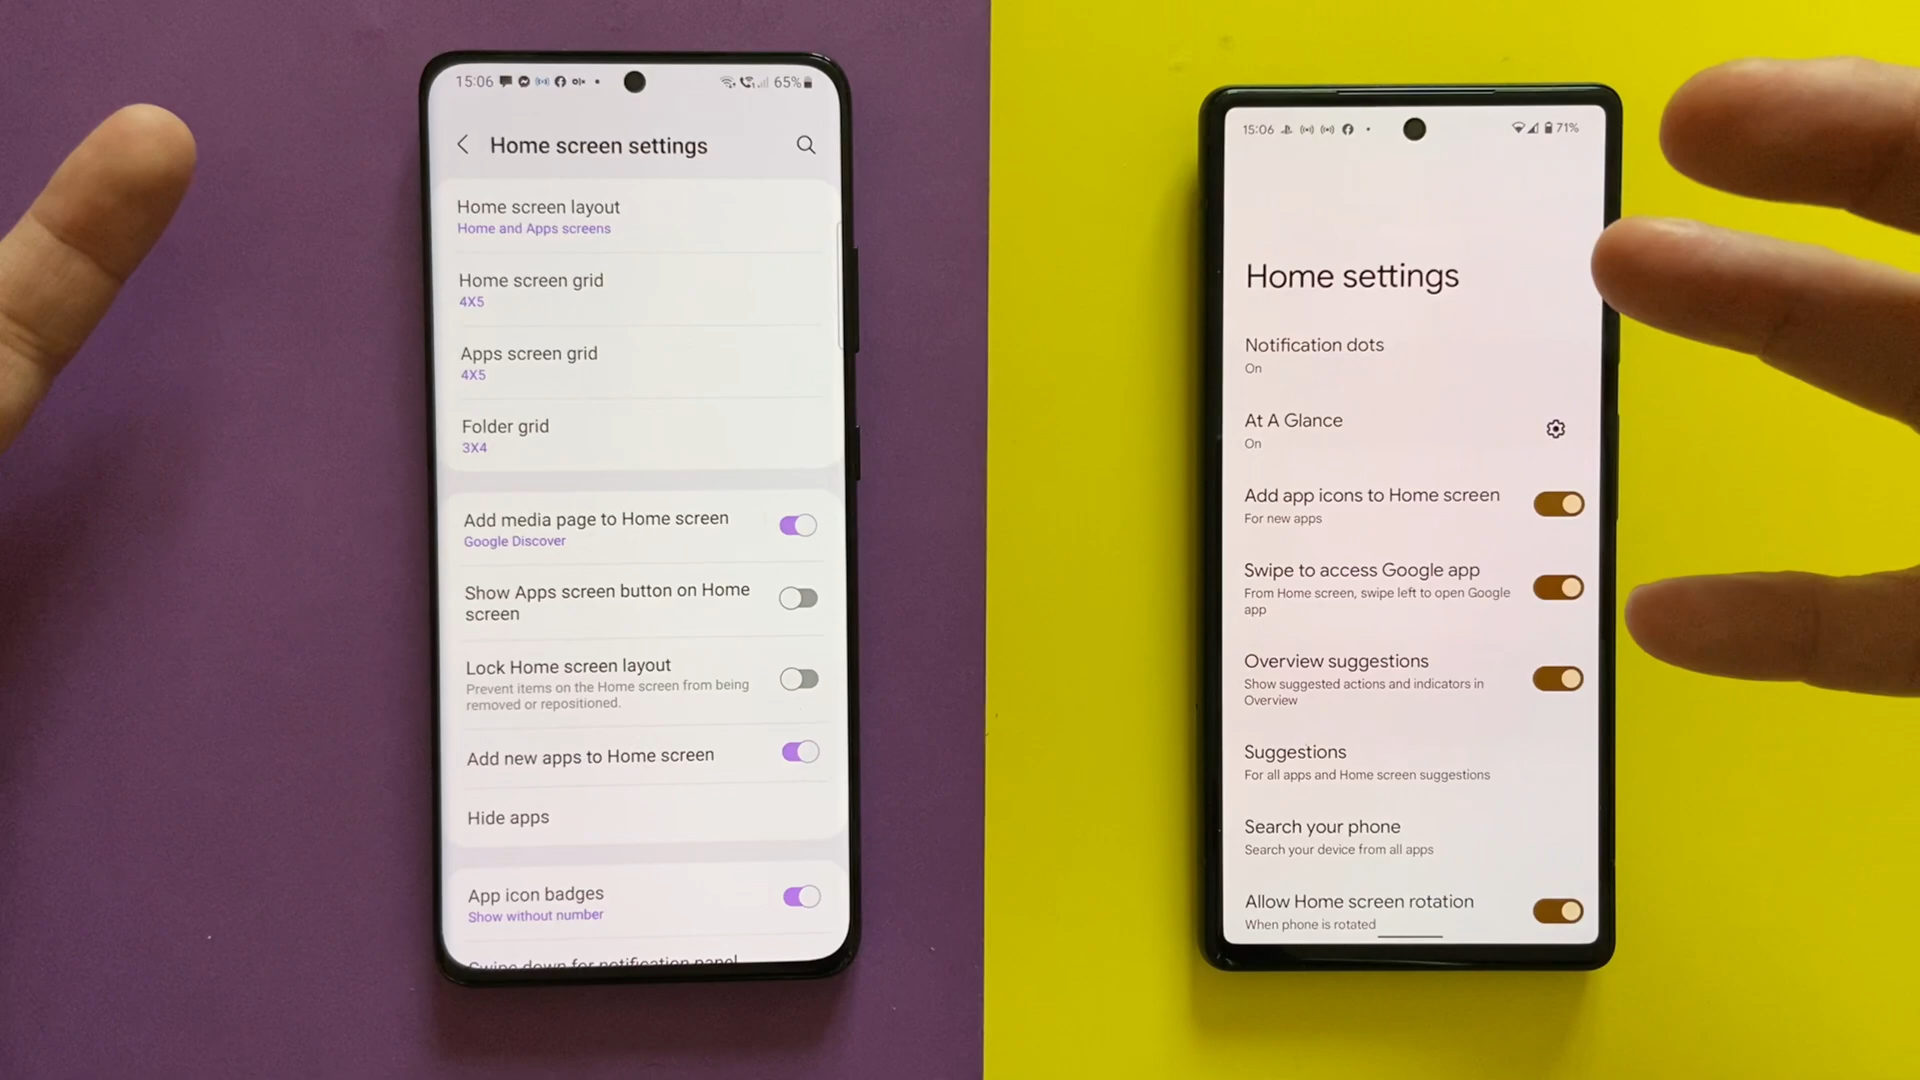 15:06
65%
Home screen settings
Home screen layout
Home and Apps screens
Home screen grid
4X5
Apps screen grid
4X5
Folder grid
3X4
Add media page to Home screen
Google Discover
Show Apps screen button on Home
screen
Lock Home screen layout
Prevent items on the Home screen from being
removed or repositioned.
Add new apps to Home screen
Hide apps
App icon badges
Show without number
Swipe down for notification panel
15:06
71%
Home settings
Notification dots
On
At A Glance
On
Add app icons to Home screen
For new apps
Swipe to access Google app
From Home screen, swipe left to open Google
app
Overview suggestions
Show suggested actions and indicators in
Overview
Suggestions
For all apps and Home screen suggestions
Search your phone
Search your device from all apps
Allow Home screen rotation
When phone is rotated